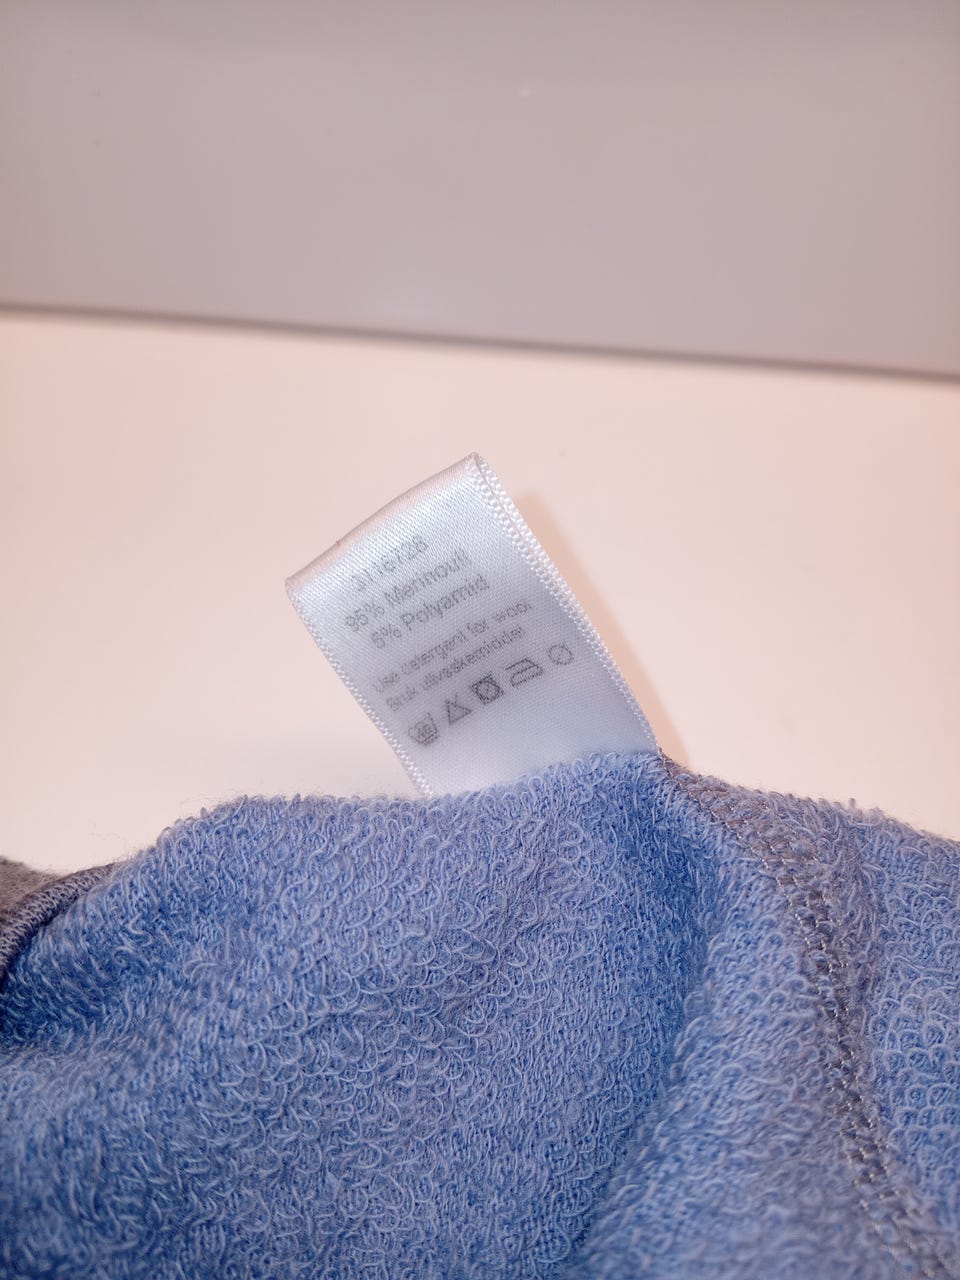 95% Merinoull
5% Polyamid
Use detergent for wool
Bruk ullvaskemiddel